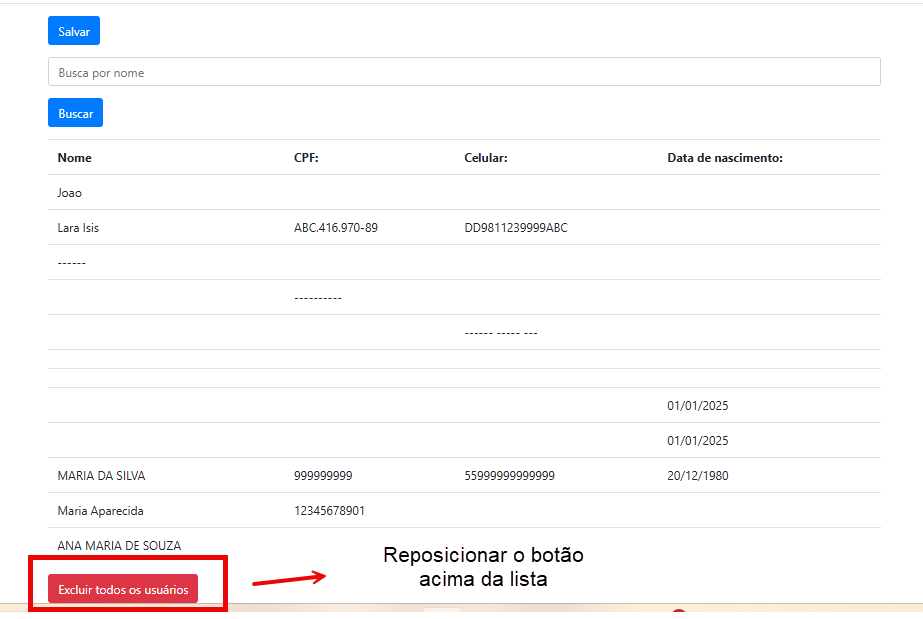 Salvar
Busca por nome
Buscar
Nome CPF: Celular: Data de nascimento:
Joao
Lara Isis ABC.416.970-89 DD9811239999ABC
------
----------
------ ----- ---
01/01/2025
01/01/2025
MARIA DA SILVA 999999999 55999999999999 20/12/1980
Maria Aparecida 12345678901
ANA MARIA DE SOUZA
Reposicionar o botão
acima da lista
Excluir todos os usuários